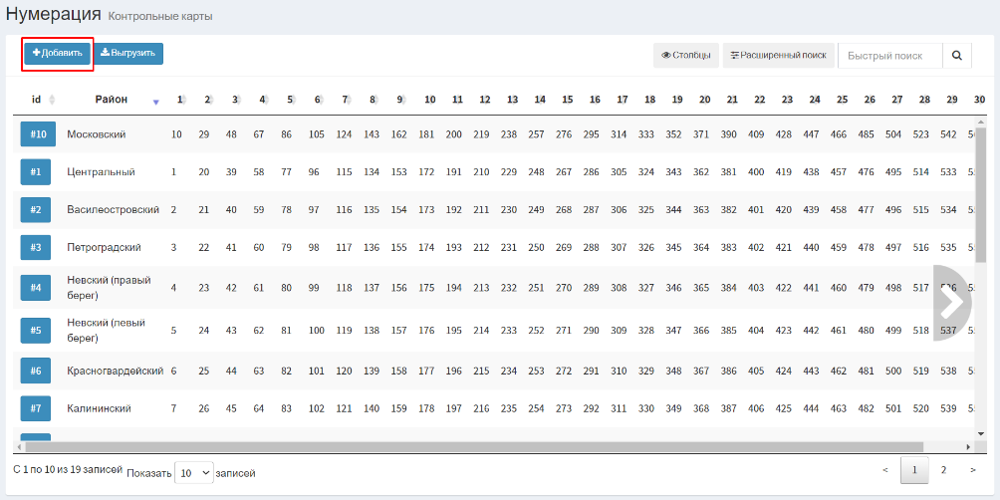 Нумерация Контрольные карты
Добавить Выгрузить Столбцы Расширенный поиск Быстрый поиск
id Район 1 2 3 4 5 6 7 8 9 10 11 12 13 14 15 16 17 18 19 20 21 22 23 24 25 26 27 28 29 30
#10 Московский 10 29 48 67 86 105 124 143 162 181 200 219 238 257 276 295 314 333 352 371 390 409 428 447 466 485 504 523 542
#1 Центральный 1 20 39 58 77 96 115 134 153 172 191 210 229 248 267 286 305 324 343 362 381 400 419 438 457 476 495 514 533
#2 Василеостровский 2 21 40 59 78 97 116 135 154 173 192 211 230 249 268 287 306 325 344 363 382 401 420 439 458 477 496 515 534
#3 Петроградский 3 22 41 60 79 98 117 136 155 174 193 212 231 250 269 288 307 326 345 364 383 402 421 440 459 478 497 516 535
Невский (правый
#4 4 23 42 61 80 99 118 137 156 175 194 213 232 251 270 289 308 327 346 365 384 403 422 441 460 479 498 517
берег)
Невский (левый
#5 5 24 43 62 81 100 119 138 157 176 195 214 233 252 271 290 309 328 347 366 385 404 423 442 461 480 499 518 537
берег)
#6 Красногвардейский 6 25 44 63 82 101 120 139 158 177 196 215 234 253 272 291 310 329 348 367 386 405 424 443 462 481 500 519 538
#7 Калининский 7 26 45 64 83 102 121 140 159 178 197 216 235 254 273 292 311 330 349 368 387 406 425 444 463 482 501 520 539
С 1 по 10 из 19 записей Показать 10 записей < 1 2 >